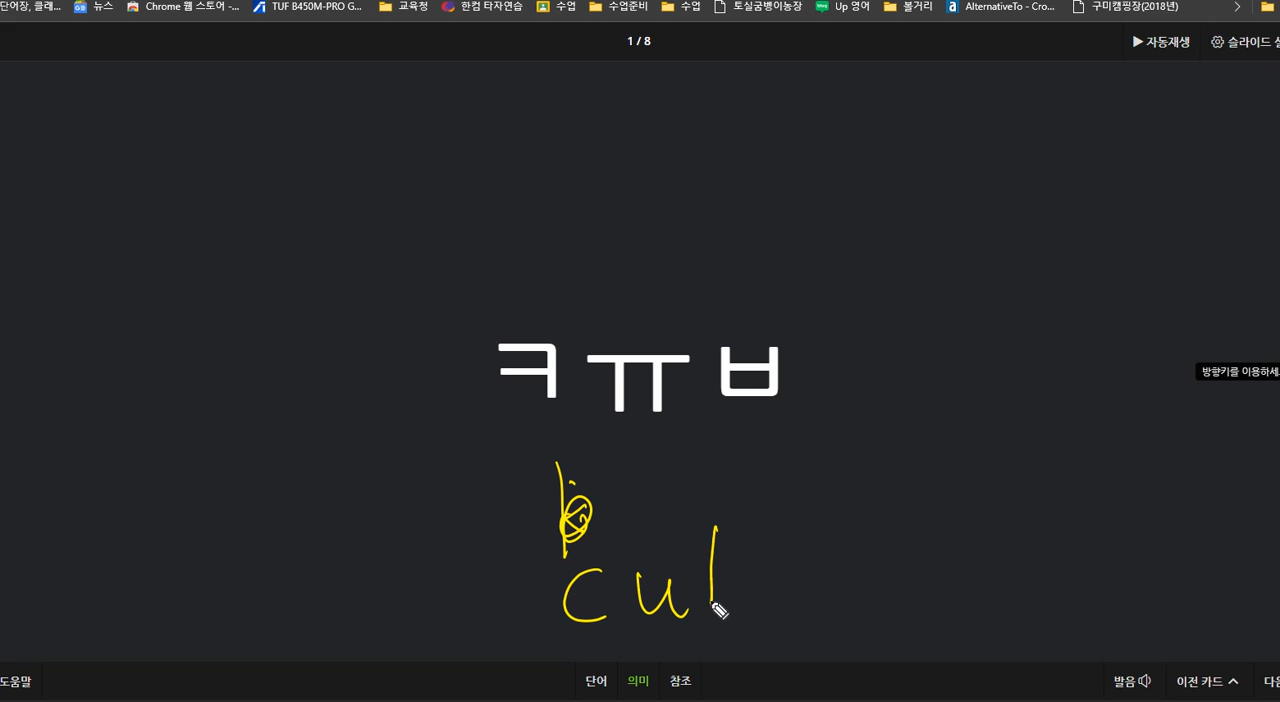 단어장, 클래... 뉴스 Chrome 웹 스토어 -... TUF B450M-PRO G... 교육청 한컴 타자연습 수업 수업준비 수업 토실궁뱅이농장 Up 영어 볼거리 AlternativeTo - Cro... 구미캠핑장(2018년)
1 / 8 자동재생 슬라이드
ㅋ ㅠ ㅂ
방향키를 이용하세
k
c u l
도움말 단어 의미 참조 발음 이전 카드 다음